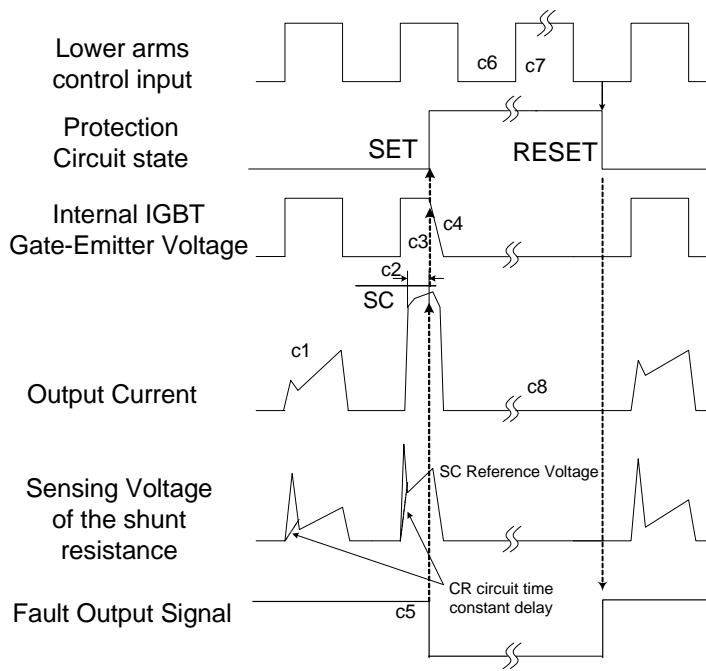 Lower arms
control input
c6
c7
Protection
Circuit state
SET
RESET
Internal IGBT
Gate-Emitter Voltage
c4
c3
c2
SC
c1
Output Current
c8
SC Reference Voltage
Sensing Voltage
of the shunt
resistance
CR circuit time
constant delay
Fault Output Signal
c5